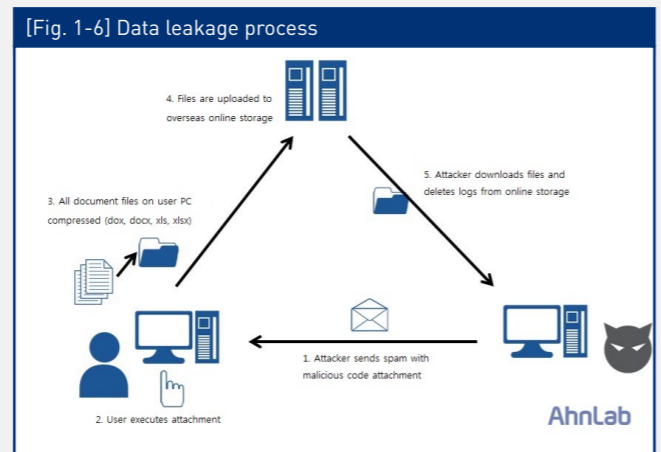 [Fig. 1-6] Data leakage process
4. Files are uploaded to
overseas online storage
5. Attacker downloads files and
deletes logs from online storage
3. All document files on user PC
compressed (dox, docx, xls, xlsx)
1. Attacker sends spam with
malicious code attachment
2. User executes attachment
AhnLab